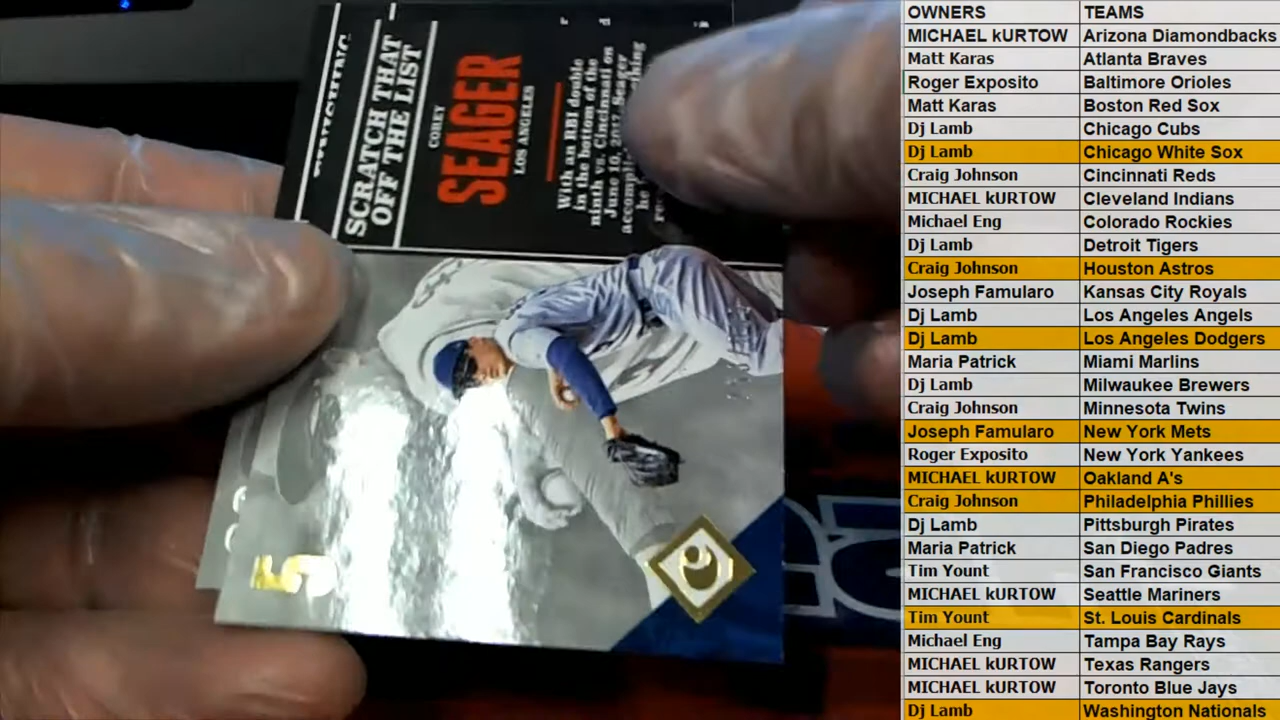 SCRATCH THAT
OFF THE LIST
COREY
SEAGER
LOS ANGELES
With an RBI double
in the bottom of the
ninth vs. Cincinnati on
June 10, 2017, Seager
he
5
OWNERS TEAMS
MICHAEL kURTOW Arizona Diamondbacks
Matt Karas Atlanta Braves
Roger Exposito Baltimore Orioles
Matt Karas Boston Red Sox
Dj Lamb Chicago Cubs
Dj Lamb Chicago White Sox
Craig Johnson Cincinnati Reds
MICHAEL kURTOW Cleveland Indians
Michael Eng Colorado Rockies
Dj Lamb Detroit Tigers
Craig Johnson Houston Astros
Joseph Famularo Kansas City Royals
Dj Lamb Los Angeles Angels
Dj Lamb Los Angeles Dodgers
Maria Patrick Miami Marlins
Dj Lamb Milwaukee Brewers
Craig Johnson Minnesota Twins
Joseph Famularo New York Mets
Roger Exposito New York Yankees
MICHAEL kURTOW Oakland A's
Craig Johnson Philadelphia Phillies
Dj Lamb Pittsburgh Pirates
Maria Patrick San Diego Padres
Tim Yount San Francisco Giants
MICHAEL kURTOW Seattle Mariners
Tim Yount St. Louis Cardinals
Michael Eng Tampa Bay Rays
MICHAEL kURTOW Texas Rangers
MICHAEL kURTOW Toronto Blue Jays
Dj Lamb Washington Nationals